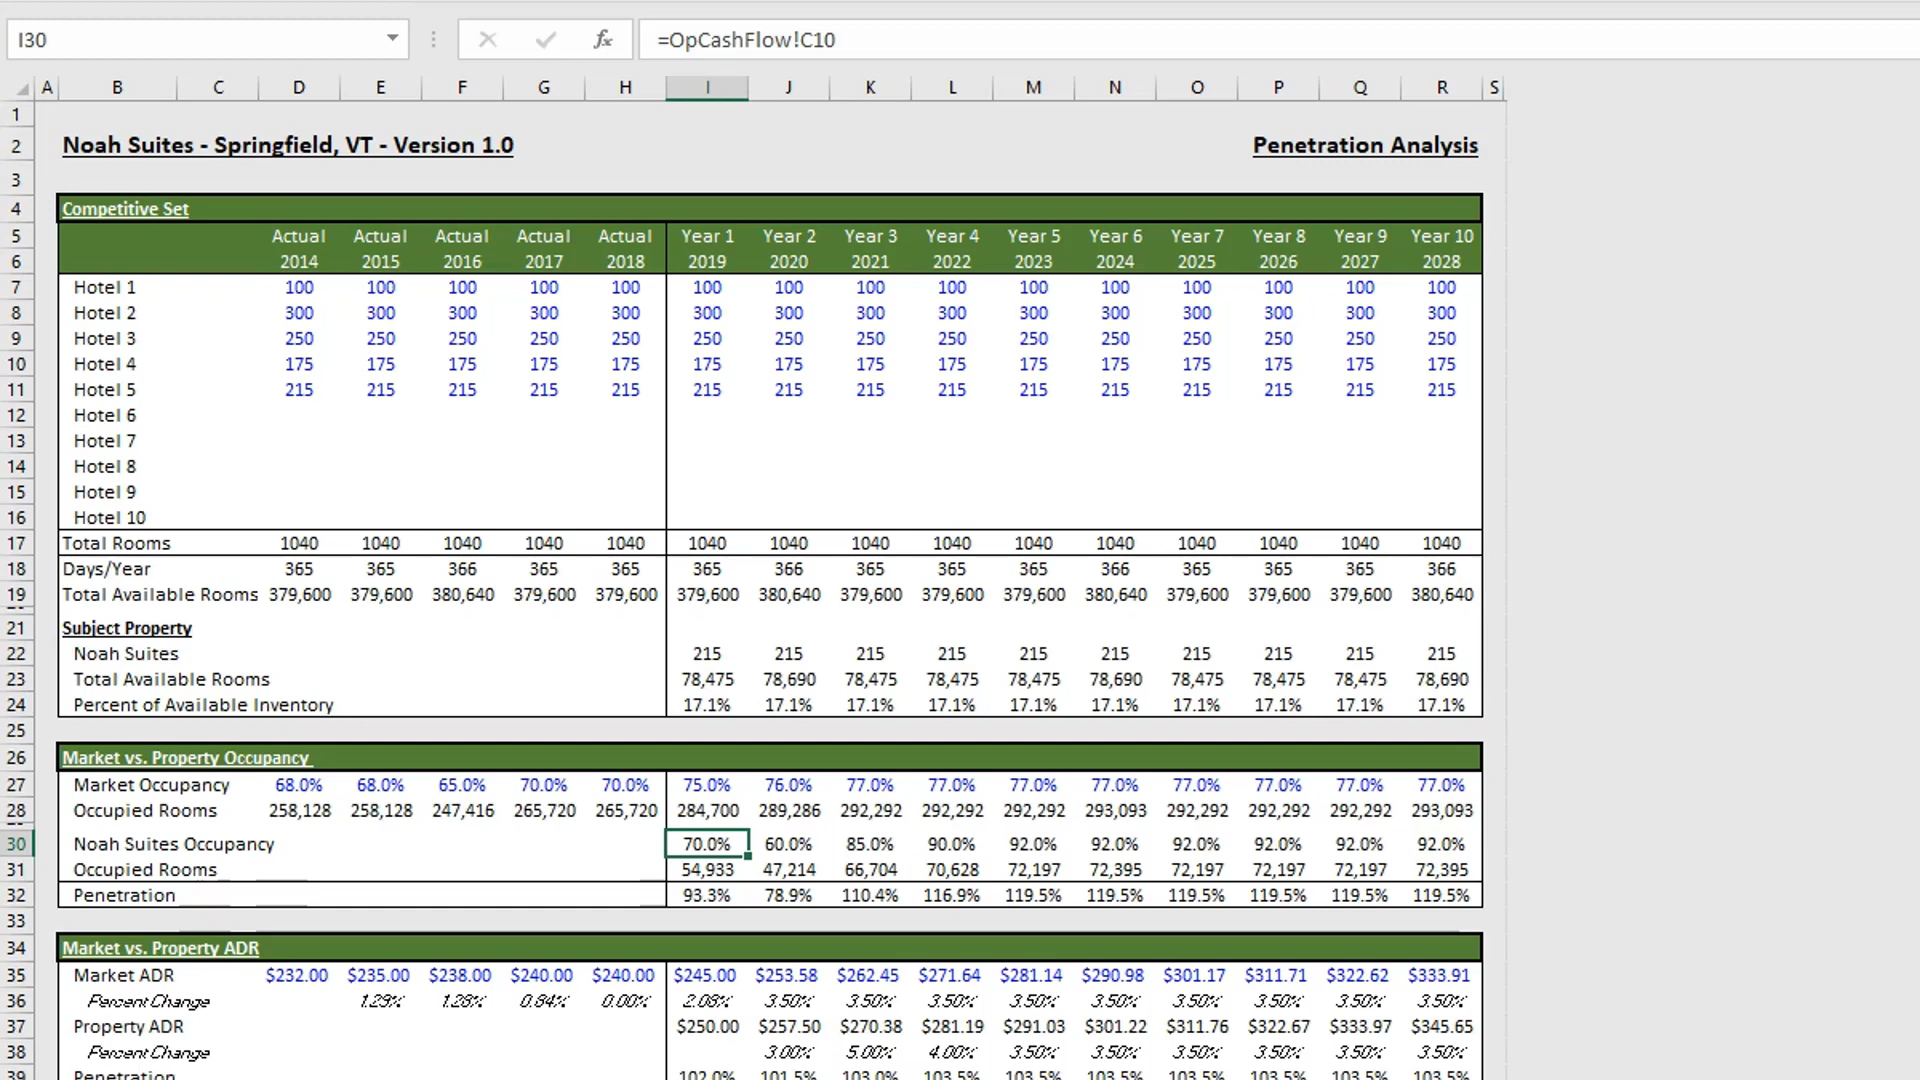 I30 fx =OpCashFlow!C10
A B C D E F G H I J K L M N O P Q R S
1
2 Noah Suites - Springfield, VT - Version 1.0 Penetration Analysis
3
4 Competitive Set
5 Actual Actual Actual Actual Actual Year 1 Year 2 Year 3 Year 4 Year 5 Year 6 Year 7 Year 8 Year 9 Year 10
6 2014 2015 2016 2017 2018 2019 2020 2021 2022 2023 2024 2025 2026 2027 2028
7 Hotel 1 100 100 100 100 100 100 100 100 100 100 100 100 100 100 100
8 Hotel 2 300 300 300 300 300 300 300 300 300 300 300 300 300 300 300
9 Hotel 3 250 250 250 250 250 250 250 250 250 250 250 250 250 250 250
10 Hotel 4 175 175 175 175 175 175 175 175 175 175 175 175 175 175 175
11 Hotel 5 215 215 215 215 215 215 215 215 215 215 215 215 215 215 215
12 Hotel 6
13 Hotel 7
14 Hotel 8
15 Hotel 9
16 Hotel 10
17 Total Rooms 1040 1040 1040 1040 1040 1040 1040 1040 1040 1040 1040 1040 1040 1040 1040
18 Days/Year 365 365 366 365 365 365 366 365 365 365 366 365 365 365 366
19 Total Available Rooms 379,600 379,600 380,640 379,600 379,600 379,600 380,640 379,600 379,600 379,600 380,640 379,600 379,600 379,600 380,640
21 Subject Property
22 Noah Suites 215 215 215 215 215 215 215 215 215 215
23 Total Available Rooms 78,475 78,690 78,475 78,475 78,475 78,690 78,475 78,475 78,475 78,690
24 Percent of Available Inventory 17.1% 17.1% 17.1% 17.1% 17.1% 17.1% 17.1% 17.1% 17.1% 17.1%
25
26 Market vs. Property Occupancy
27 Market Occupancy 68.0% 68.0% 65.0% 70.0% 70.0% 75.0% 76.0% 77.0% 77.0% 77.0% 77.0% 77.0% 77.0% 77.0% 77.0%
28 Occupied Rooms 258,128 258,128 247,416 265,720 265,720 284,700 289,286 292,292 292,292 292,292 293,093 292,292 292,292 292,292 293,093
30 Noah Suites Occupancy 70.0% 60.0% 85.0% 90.0% 92.0% 92.0% 92.0% 92.0% 92.0% 92.0%
31 Occupied Rooms 54,933 47,214 66,704 70,628 72,197 72,395 72,197 72,197 72,197 72,395
32 Penetration 93.3% 78.9% 110.4% 116.9% 119.5% 119.5% 119.5% 119.5% 119.5% 119.5%
33
34 Market vs. Property ADR
35 Market ADR $232.00 $235.00 $238.00 $240.00 $240.00 $245.00 $253.58 $262.45 $271.64 $281.14 $290.98 $301.17 $311.71 $322.62 $333.91
36 Percent Change 1.29% 1.28% 0.84% 0.00% 2.08% 3.50% 3.50% 3.50% 3.50% 3.50% 3.50% 3.50% 3.50% 3.50%
37 Property ADR $250.00 $257.50 $270.38 $281.19 $291.03 $301.22 $311.76 $322.67 $333.97 $345.65
38 Percent Change 3.00% 5.00% 4.00% 3.50% 3.50% 3.50% 3.50% 3.50% 3.50%
39 Penetration 102.0% 101.5% 103.0% 103.5% 103.5% 103.5% 103.5% 103.5% 103.5% 103.5%